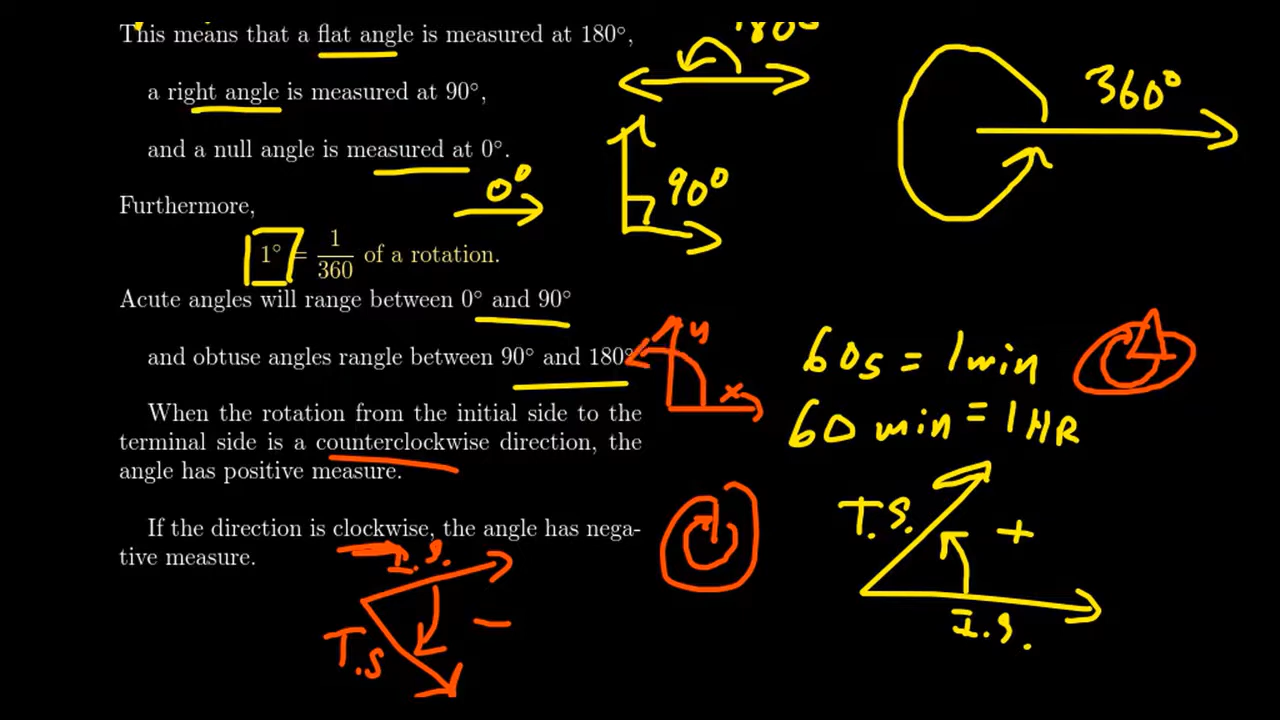 This means that a flat angle is measured at 180°,
180°
360°
a right angle is measured at 90°,
and a null angle is measured at 0°.
0°
90°
Furthermore,
1° = 1/360 of a rotation.
Acute angles will range between 0° and 90°
y
60s = 1min
and obtuse angles rangle between 90° and 180°
x
60 min = 1HR
When the rotation from the initial side to the
terminal side is a counterclockwise direction, the
angle has positive measure.
T.S.
+
If the direction is clockwise, the angle has nega-
tive measure.
I.S.
T.S
−
I.S.